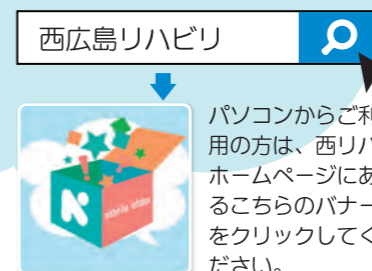 西広島リハビリ
パソコンからご利
用の方は、西リハ
ホームページにあ
るこちらのバナー
をクリックしてく
ださい。
N
mobile infobox